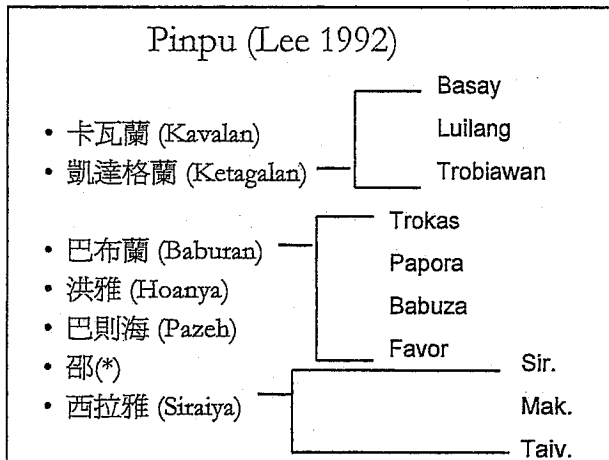 Pinpu (Lee 1992)
• 卡瓦蘭 (Kavalan)
• 凱達格蘭 (Ketagalan)
Basay
Luilang
Trobiawan
• 巴布蘭 (Baburan)
• 洪雅 (Hoanya)
• 巴則海 (Pazeh)
• 邵(*)
• 西拉雅 (Siraiya)
Trokas
Papora
Babuza
Favor
Sir.
Mak.
Taiv.